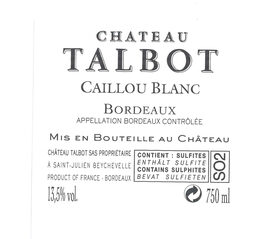 CHATEAU
TALBOT
CAILLOU BLANC
BORDEAUX
APPELLATION BORDEAUX CONTRÔLÉE
MIS EN BOUTEILLE AU CHÂTEAU
CHÂTEAU TALBOT SAS PROPRIÉTAIRE
À SAINT-JULIEN BEYCHEVELLE
PRODUCT OF FRANCE - BORDEAUX
CONTIENT : SULFITES
ENTHÄLT SULFITE
CONTAINS SULPHITES
BEVAT SULFIETEN
SO2
13,5% vol
e 750 ml